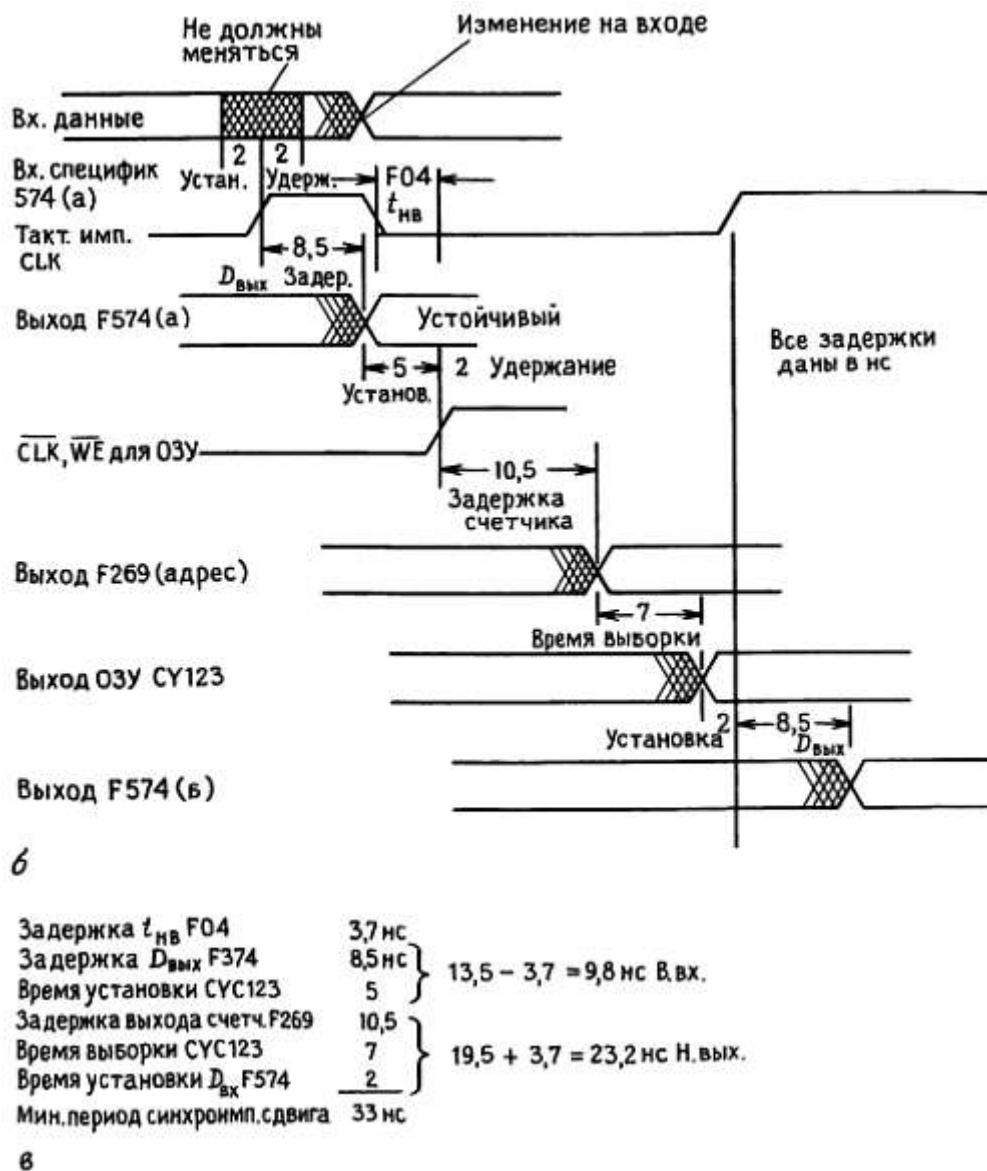 Не должны
меняться
Изменение на входе
Вх. данные
2 2
Вх. специфик
574 (а)
Устан. Удерж.
F04
tнв
Такт. имп.
CLK
8,5
Dвых Задер.
Выход F574 (а)
Устойчивый
Все задержки
даны в нс
5 2 Удержание
Установ.
CLK, WE для ОЗУ
10,5
Задержка
счетчика
Выход F269 (адрес)
7
Время выборки
Выход ОЗУ CY123
Установка 2 8,5
Dвых
Выход F574 (в)
б
Задержка tнв F04 3,7 нс
Задержка Dвых F374 8,5 нс
13,5 – 3,7 = 9,8 нс В.вх.
Время установки CYC123 5
Задержка выхода счетч. F269 10,5
Время выборки CYC123 7
19,5 + 3,7 = 23,2 нс Н.вых.
Время установки Dвх F574 2
Мин. период синхроимп. сдвига 33 нс
в